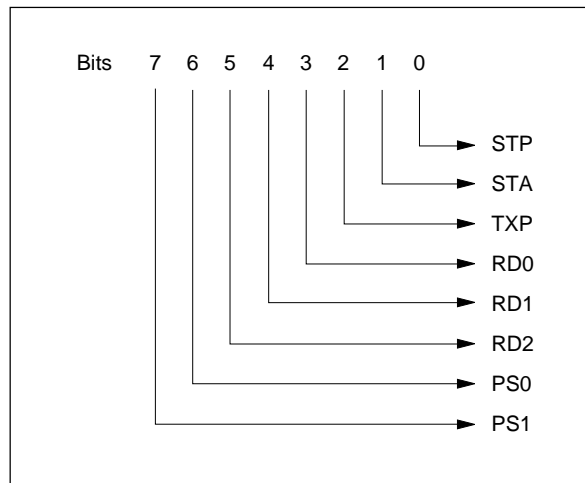 Bits 7 6 5 4 3 2 1 0
STP
STA
TXP
RD0
RD1
RD2
PS0
PS1